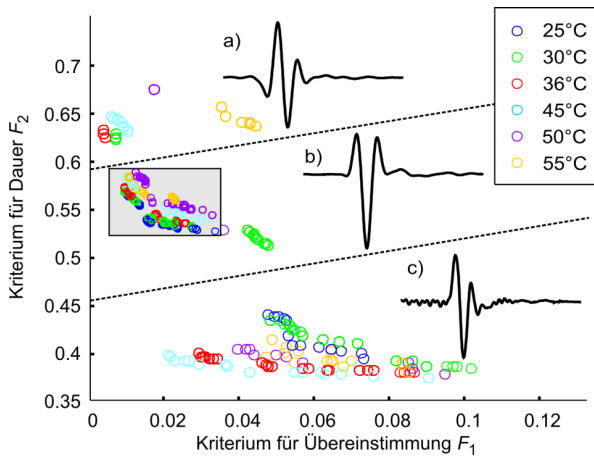 a)
25°C
30°C
36°C
45°C
50°C
55°C
b)
c)
Kriterium für Dauer F2
0.7
0.65
0.6
0.55
0.5
0.45
0.4
0.35
0
0.02
0.04
0.06
0.08
0.1
0.12
Kriterium für Übereinstimmung F1